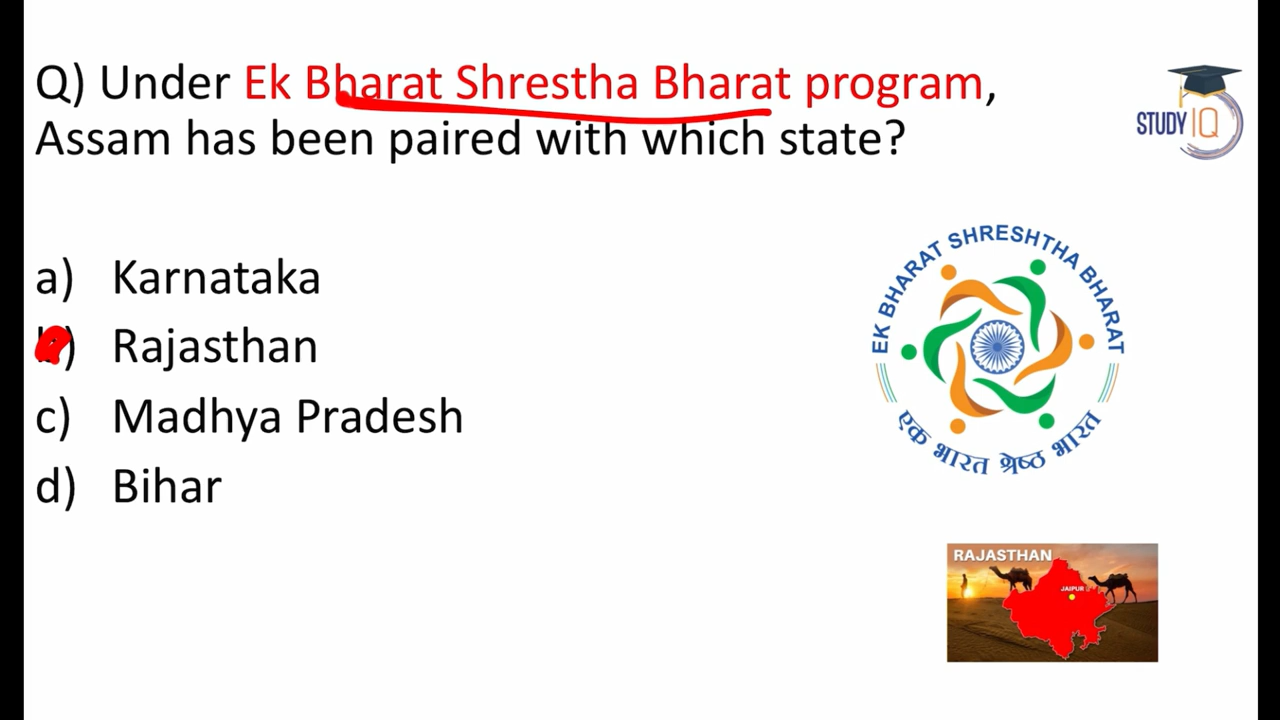 Q) Under Ek Bharat Shrestha Bharat program,
Assam has been paired with which state?
STUDY IQ
a) Karnataka
b) Rajasthan
c) Madhya Pradesh
d) Bihar
EK BHARAT SHRESHTHA BHARAT
एक भारत श्रेष्ठ भारत
RAJASTHAN
JAIPUR